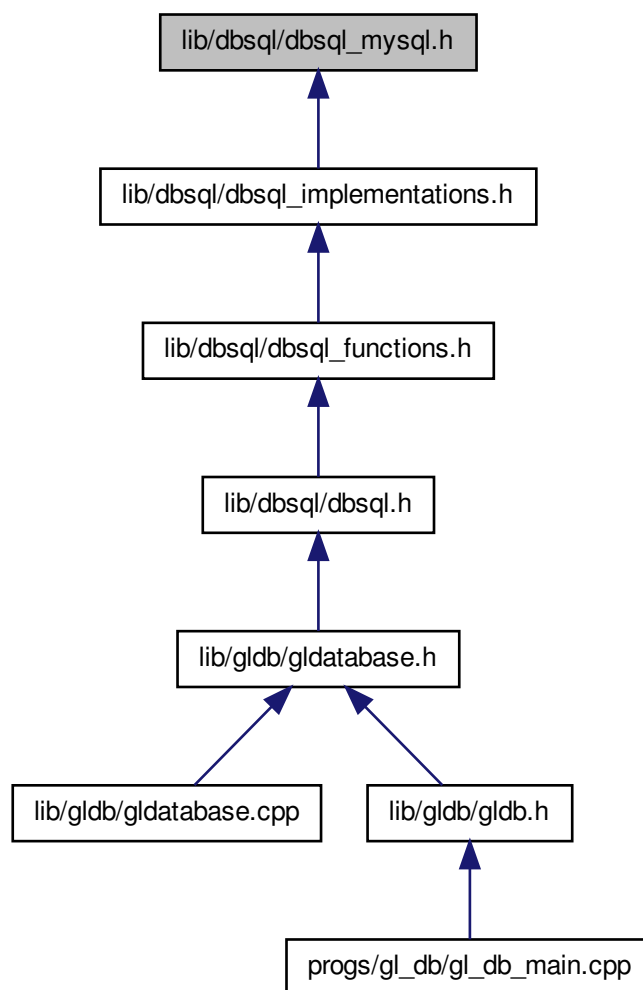 lib/dbsql/dbsql_mysql.h
lib/dbsql/dbsql_implementations.h
lib/dbsql/dbsql_functions.h
lib/dbsql/dbsql.h
lib/gldb/gldatabase.h
lib/gldb/gldatabase.cpp
lib/gldb/gldb.h
progs/gl_db/gl_db_main.cpp